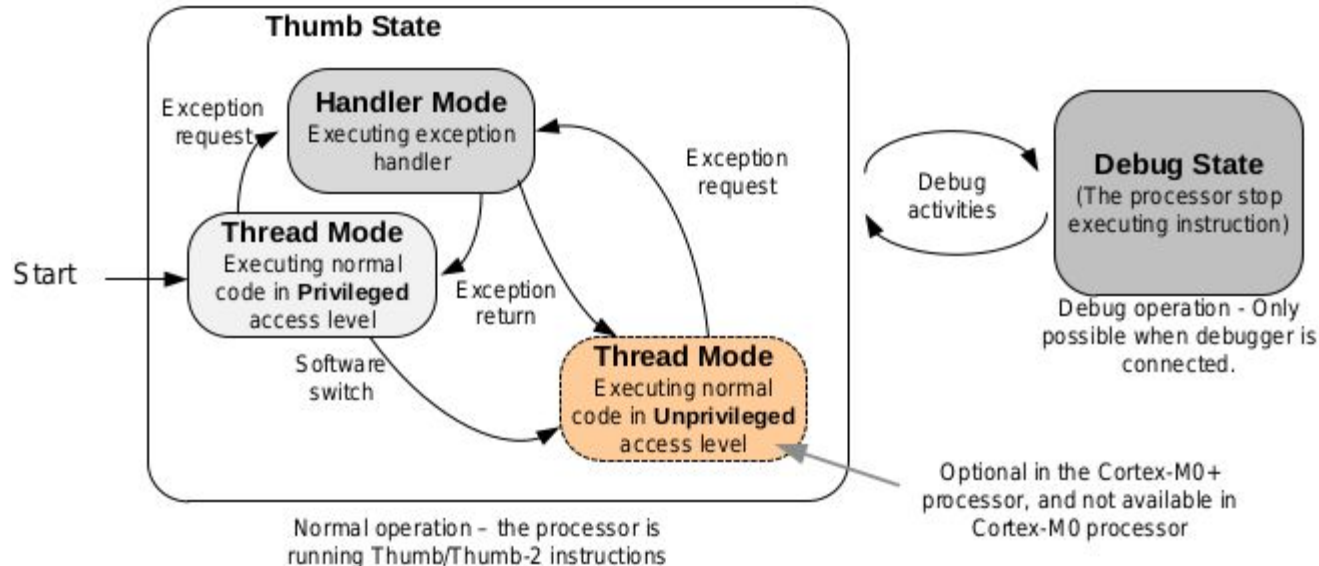 Thumb State
Handler Mode
Executing exception
handler
Exception
request
Exception
request
Thread Mode
Executing normal
code in Privileged
access level
Start
Exception
return
Software
switch
Thread Mode
Executing normal
code in Unprivileged
access level
Debug
activities
Debug State
(The processor stop
executing instruction)
Debug operation - Only
possible when debugger is
connected.
Optional in the Cortex-M0+
processor, and not available in
Cortex-M0 processor
Normal operation – the processor is
running Thumb/Thumb-2 instructions